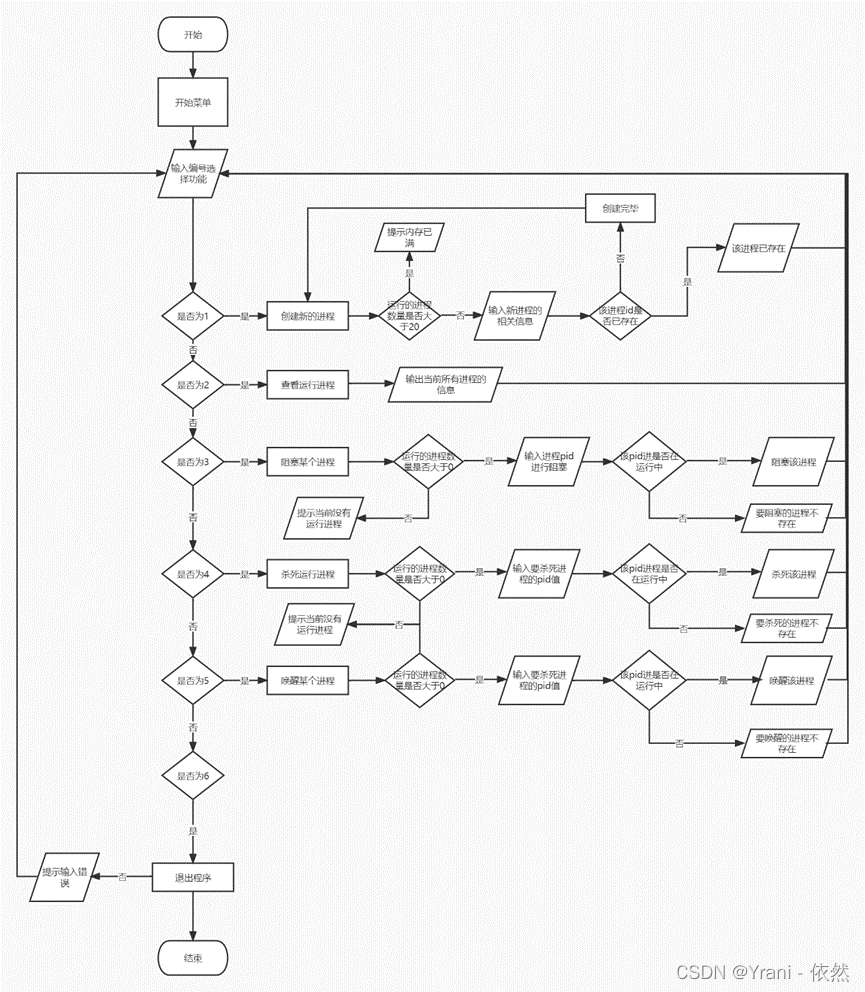 开始
开始菜单
输入编号选
择功能
创建完毕
提示内存已
满
该进程已存在
是
否
是
是否为1
是
创建新的进程
运行的进程
数量是否大
于20
否
输入新进程的
相关信息
该进程id是
否已存在
否
是否为2
是
查看运行进程
输出当前所有进程的
信息
否
是否为3
是
阻塞某个进程
运行的进程数
量是否大于0
是
输入进程pid
进行阻塞
该pid进是否在
运行中
是
阻塞该进程
否
提示当前没有
运行进程
否
否
要阻塞的进程不
存在
是否为4
是
杀死运行进程
运行的进程数
量是否大于0
是
输入要杀死进
程的pid值
该pid进程是否
在运行中
是
杀死该进程
否
提示当前没有
运行进程
否
否
要杀死的进程不
存在
是否为5
是
唤醒某个进程
运行的进程数
量是否大于0
是
输入要杀死进
程的pid值
该pid进是否在
运行中
是
唤醒该进程
否
否
要唤醒的进程不
存在
是否为6
是
提示输入错
误
否
退出程序
结束
CSDN @Yrani - 依然